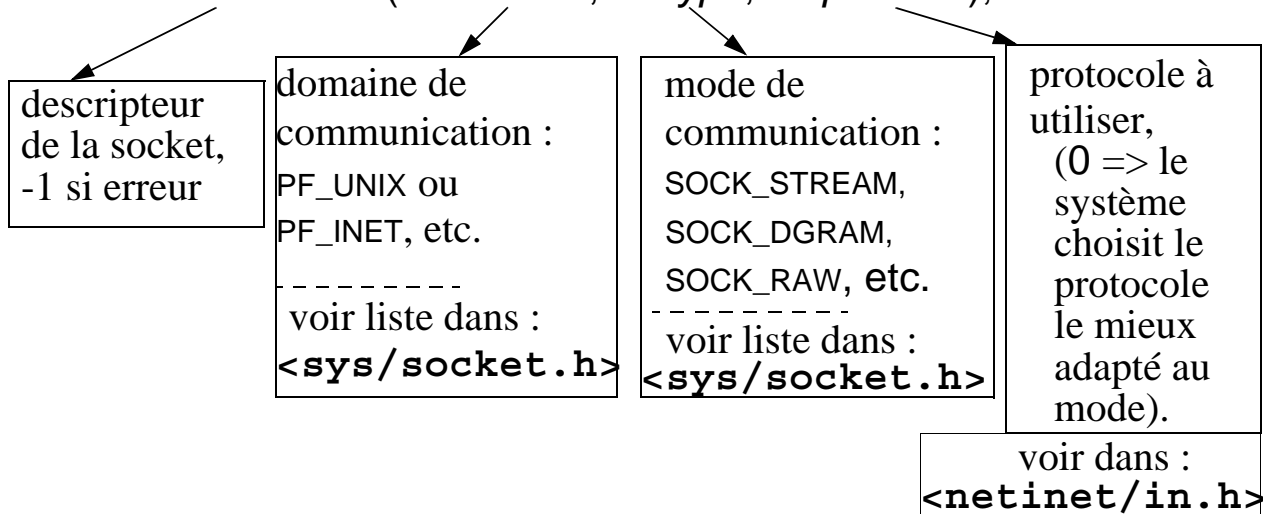 descripteur
de la socket,
-1 si erreur
domaine de
communication :
PF_UNIX ou
PF_INET, etc.
voir liste dans :
<sys/socket.h>
mode de
communication :
SOCK_STREAM,
SOCK_DGRAM,
SOCK_RAW, etc.
voir liste dans :
<sys/socket.h>
protocole à
utiliser,
(0 => le
système
choisit le
protocole
le mieux
adapté au
mode).
voir dans :
<netinet/in.h>